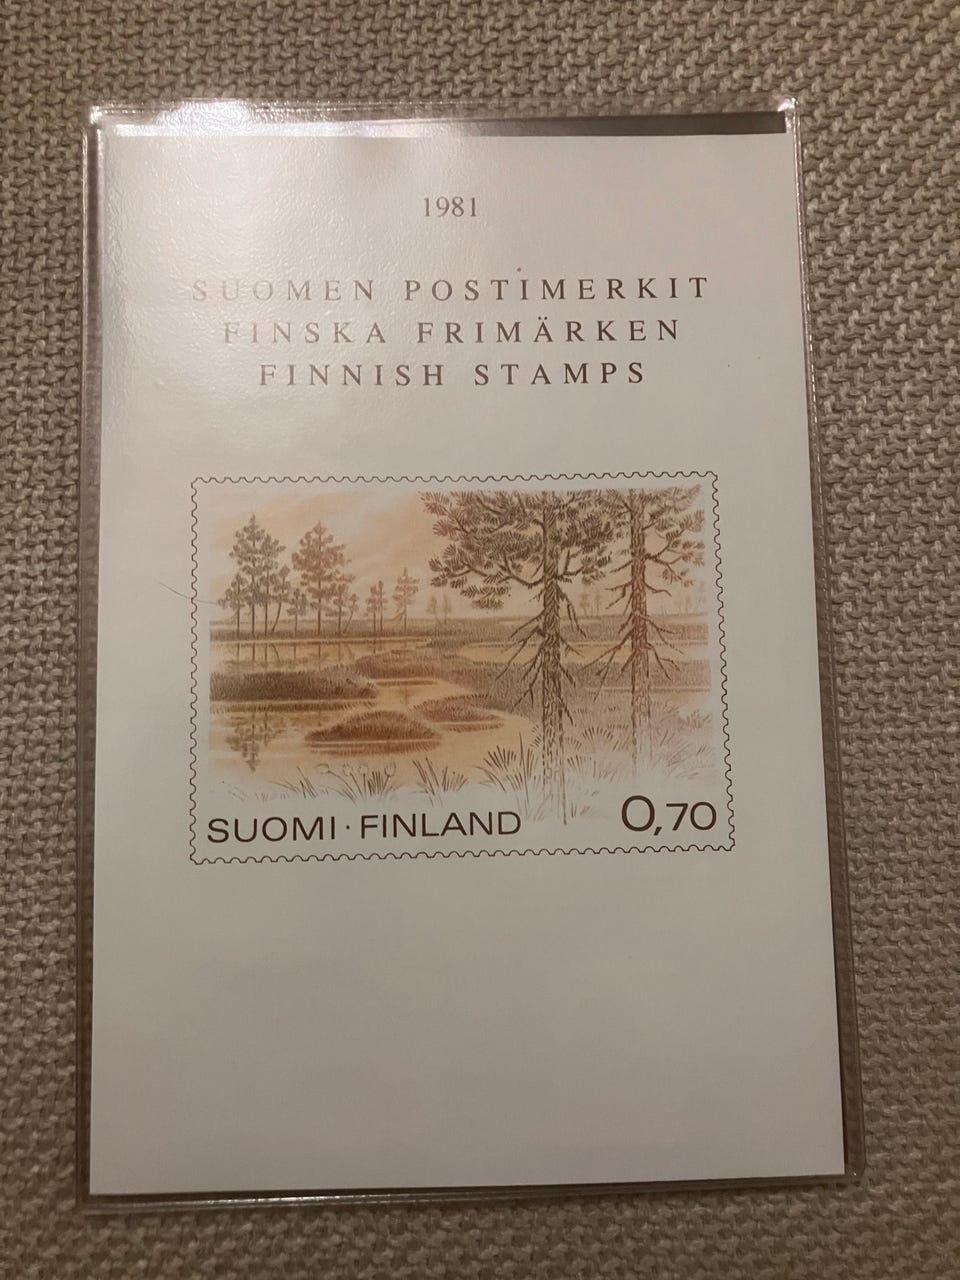 1981
SUOMEN POSTIMERKIT
FINSKA FRIMÄRKEN
FINNISH STAMPS
SUOMI · FINLAND 0,70